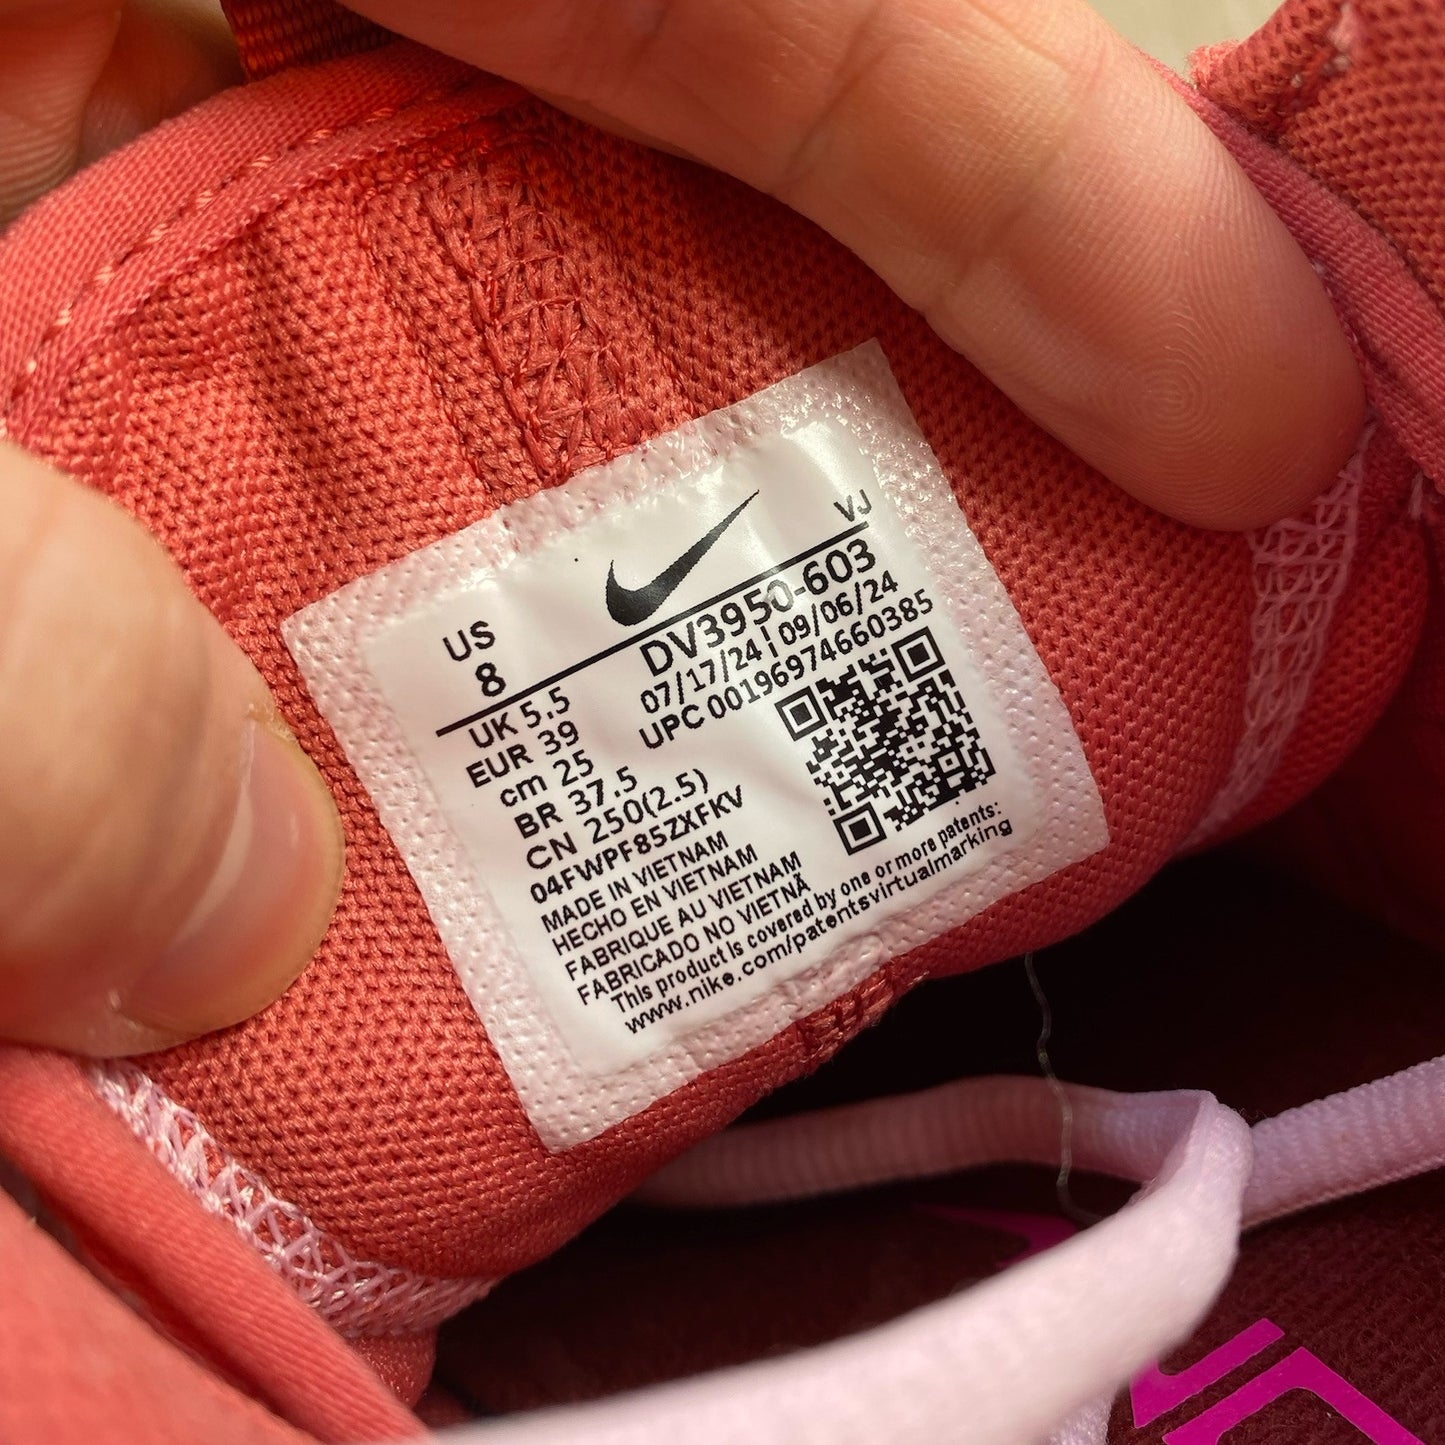 VJ
US
8
DV3950-603
07/17/24 | 09/06/24
UPC 00196974660385
UK 5.5
EUR 39
cm 25
BR 37.5
CN 250(2.5)
04FWPF85ZXFKV
MADE IN VIETNAM
HECHO EN VIETNAM
FABRIQUE AU VIETNAM
FABRICADO NO VIETNÃ
This product is covered by one or more patents:
www.nike.com/patentsvirtualmarking